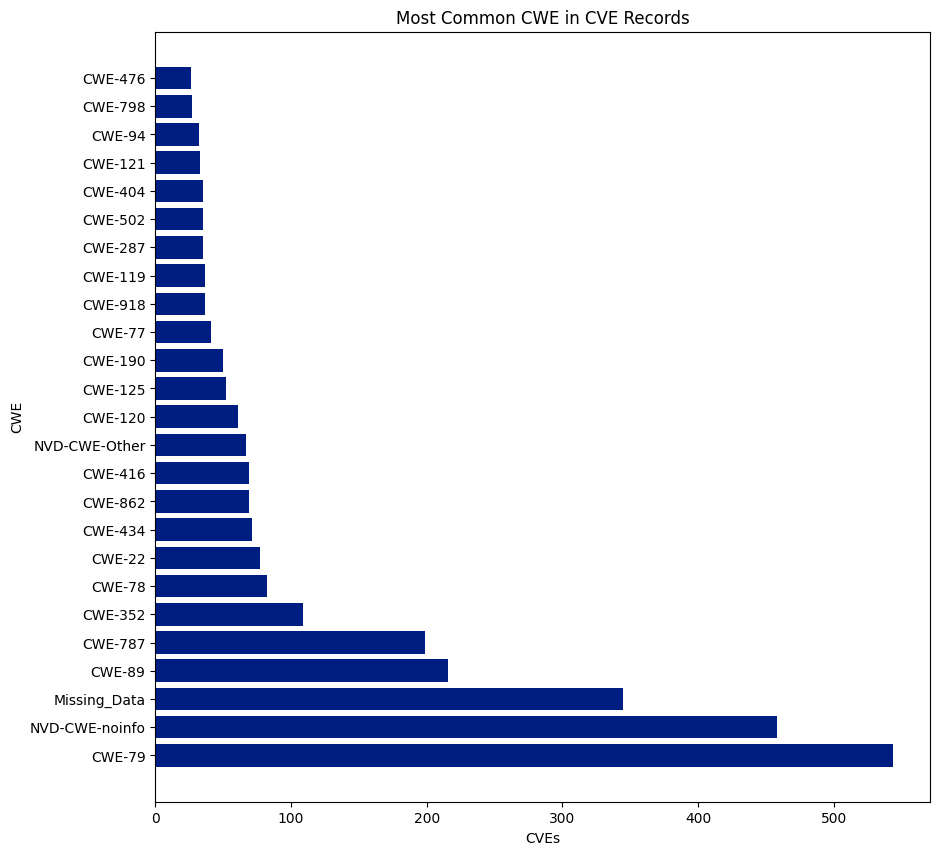 Most Common CWE in CVE Records
CWE-476
CWE-798
CWE-94
CWE-121
CWE-404
CWE-502
CWE-287
CWE-119
CWE-918
CWE-77
CWE-190
CWE-125
CWE-120
NVD-CWE-Other
CWE-416
CWE-862
CWE-434
CWE-22
CWE-78
CWE-352
CWE-787
CWE-89
Missing_Data
NVD-CWE-noinfo
CWE-79
CWE
0 100 200 300 400 500
CVEs